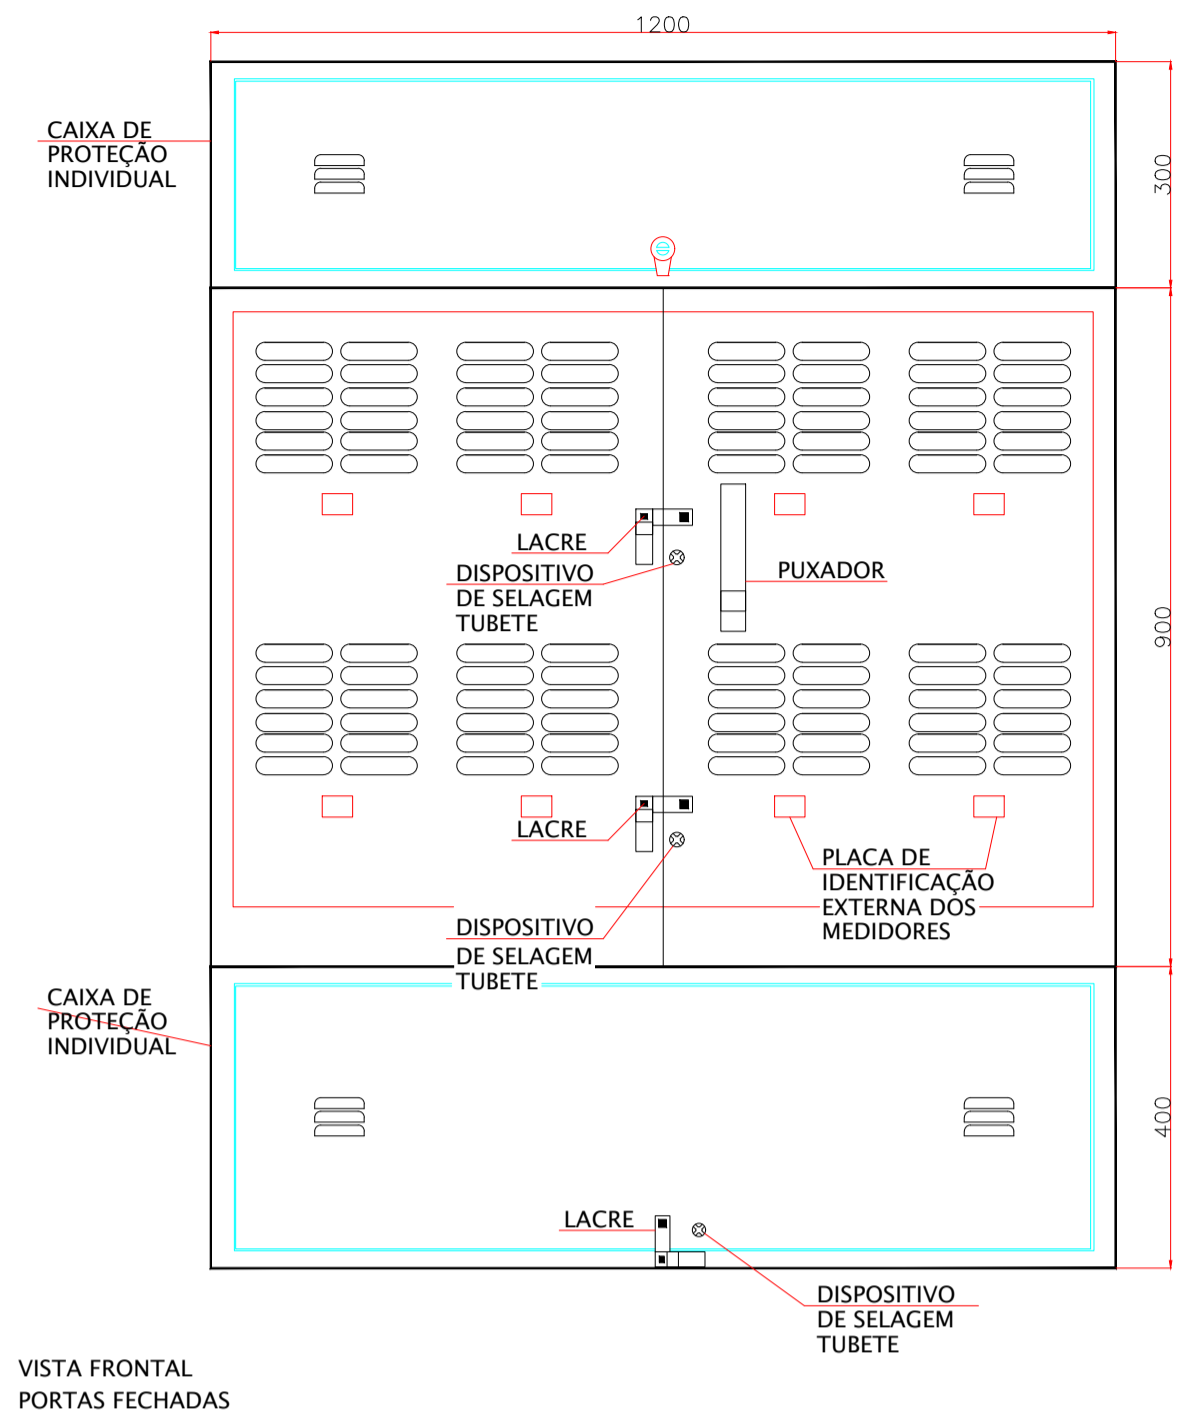 1200
CAIXA DE
PROTEÇÃO
INDIVIDUAL
300
LACRE
DISPOSITIVO
DE SELAGEM
TUBETE
PUXADOR
900
LACRE
PLACA DE
IDENTIFICAÇÃO
EXTERNA DOS
MEDIDORES
DISPOSITIVO
DE SELAGEM
TUBETE
CAIXA DE
PROTEÇÃO
INDIVIDUAL
400
LACRE
DISPOSITIVO
DE SELAGEM
TUBETE
VISTA FRONTAL
PORTAS FECHADAS